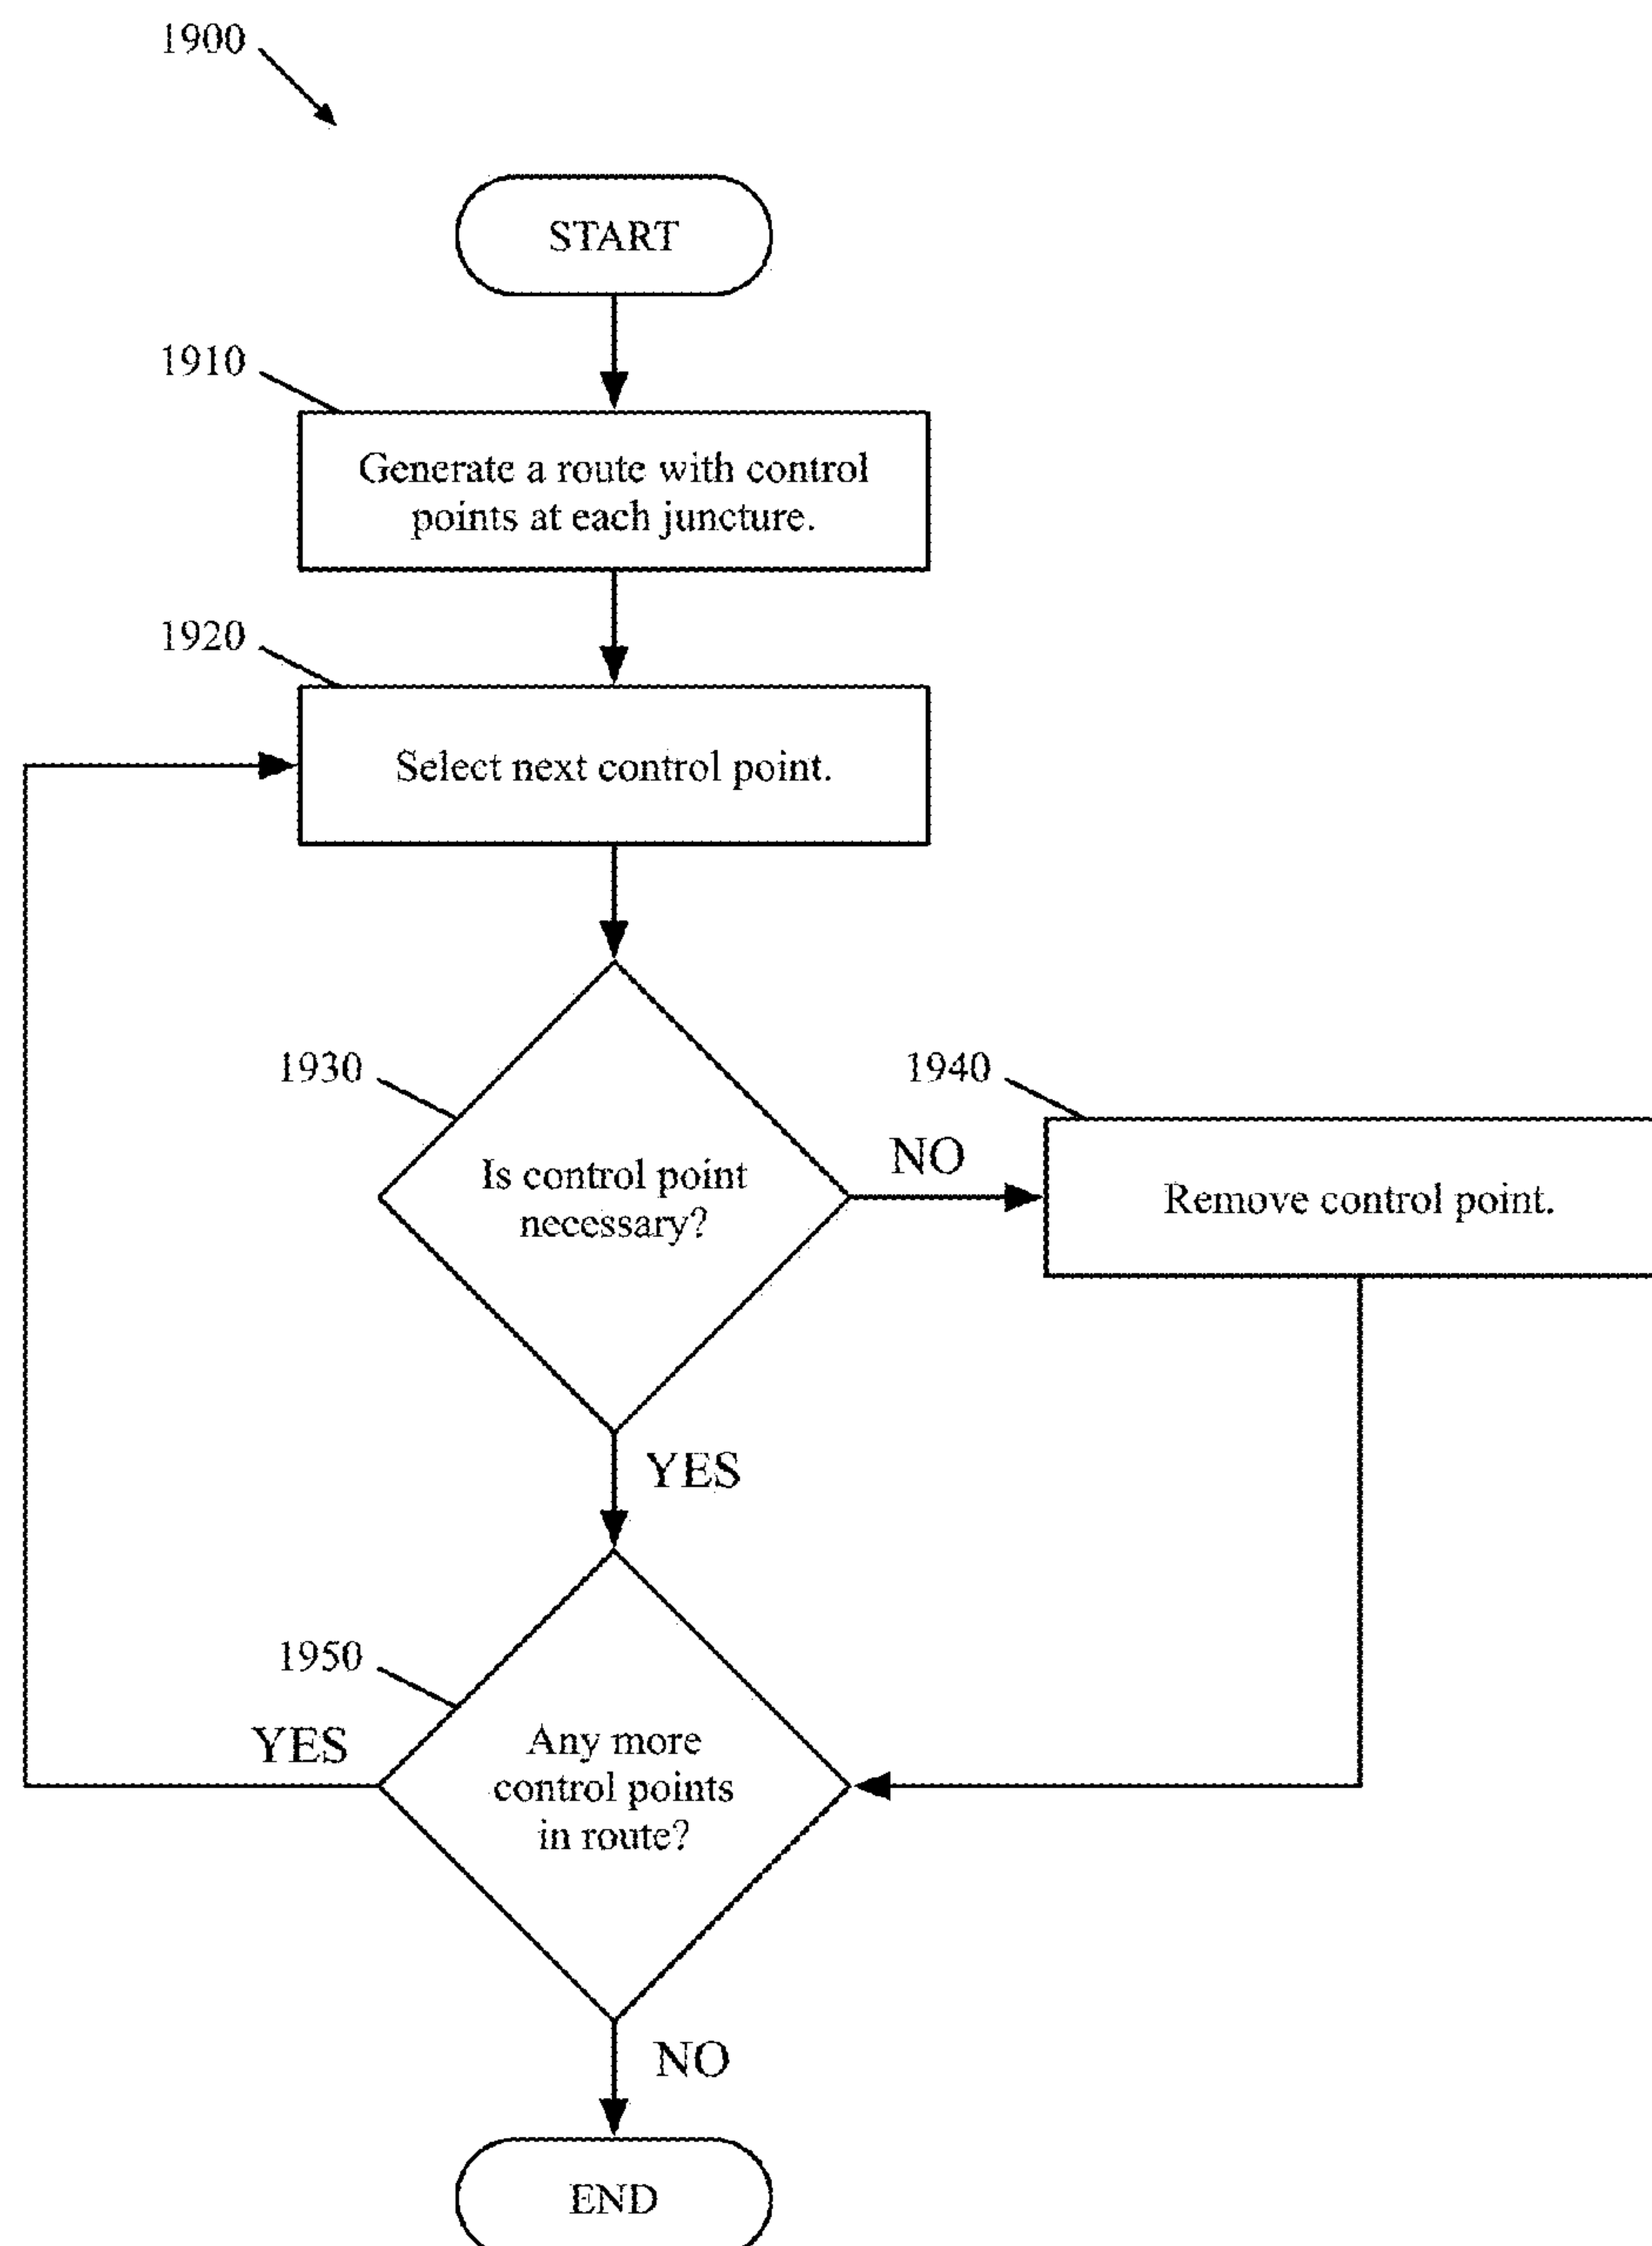 1900
START
1910
Generate a route with control
points at each juncture.
1920
Select next control point.
1930
1940
NO
Is control point
necessary?
Remove control point.
YES
1950
YES
Any more
control points
in route?
NO
END